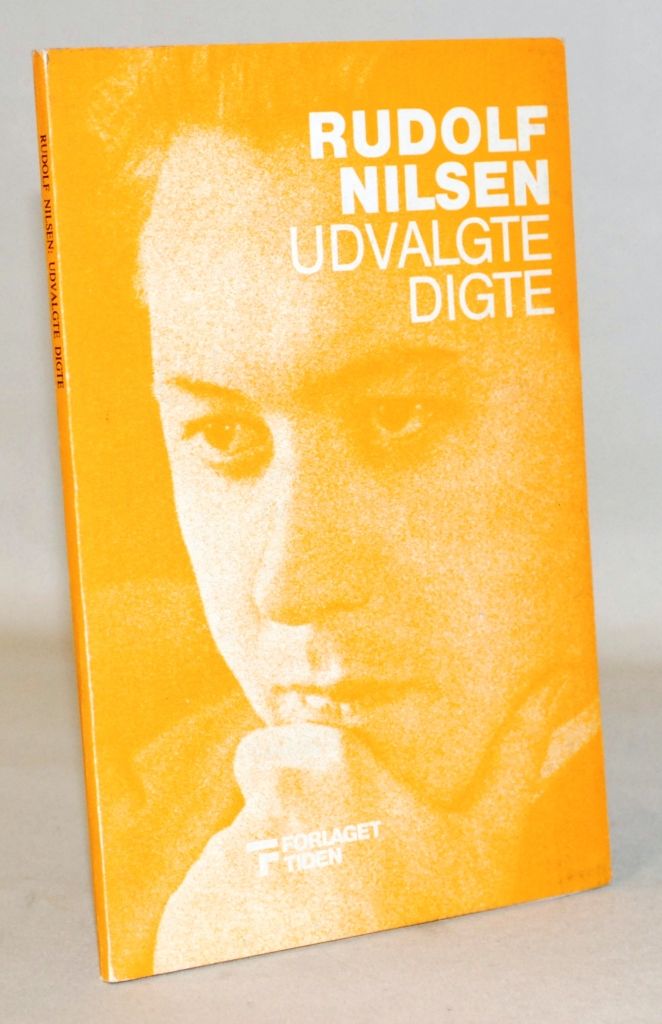 RUDOLF
NILSEN
UDVALGTE
DIGTE
RUDOLF NILSEN: UDVALGTE DIGTE
FORLAGET
TIDEN